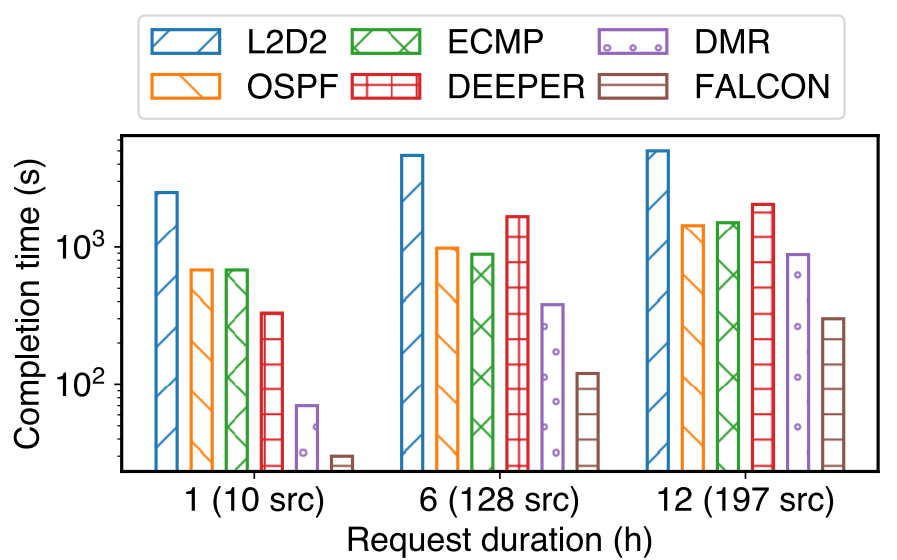 L2D2 ECMP DMR
OSPF DEEPER FALCON
Completion time (s)
10³
10²
1 (10 src) 6 (128 src) 12 (197 src)
Request duration (h)